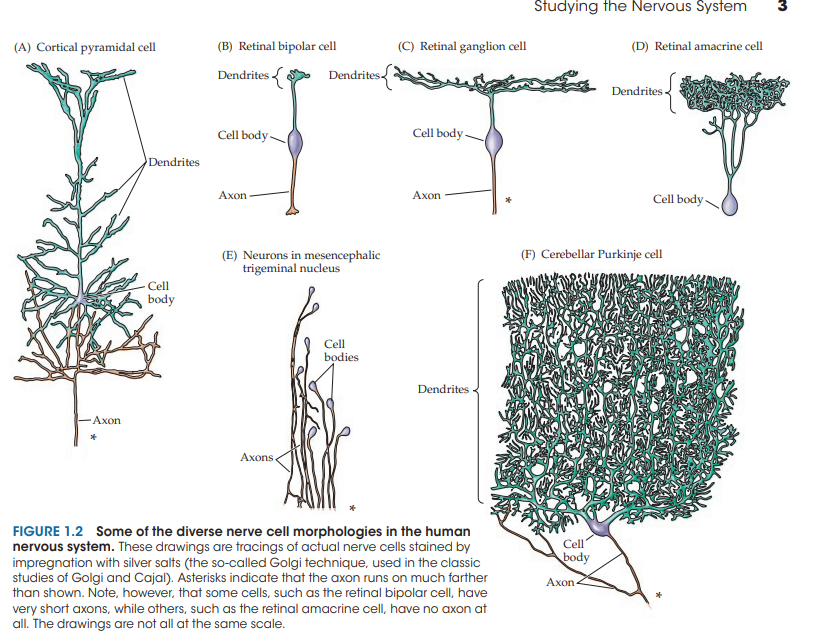 Studying the Nervous System 3
(A) Cortical pyramidal cell
(B) Retinal bipolar cell
(C) Retinal ganglion cell
(D) Retinal amacrine cell
Dendrites
Dendrites
Dendrites
Cell body
Cell body
Dendrites
Axon
Axon
*
Cell body
(E) Neurons in mesencephalic
trigeminal nucleus
(F) Cerebellar Purkinje cell
Cell
body
Cell
bodies
Dendrites
Axon
*
Axons
*
FIGURE 1.2 Some of the diverse nerve cell morphologies in the human
nervous system. These drawings are tracings of actual nerve cells stained by
impregnation with silver salts (the so-called Golgi technique, used in the classic
studies of Golgi and Cajal). Asterisks indicate that the axon runs on much farther
than shown. Note, however, that some cells, such as the retinal bipolar cell, have
very short axons, while others, such as the retinal amacrine cell, have no axon at
all. The drawings are not all at the same scale.
Cell
body
Axon
*